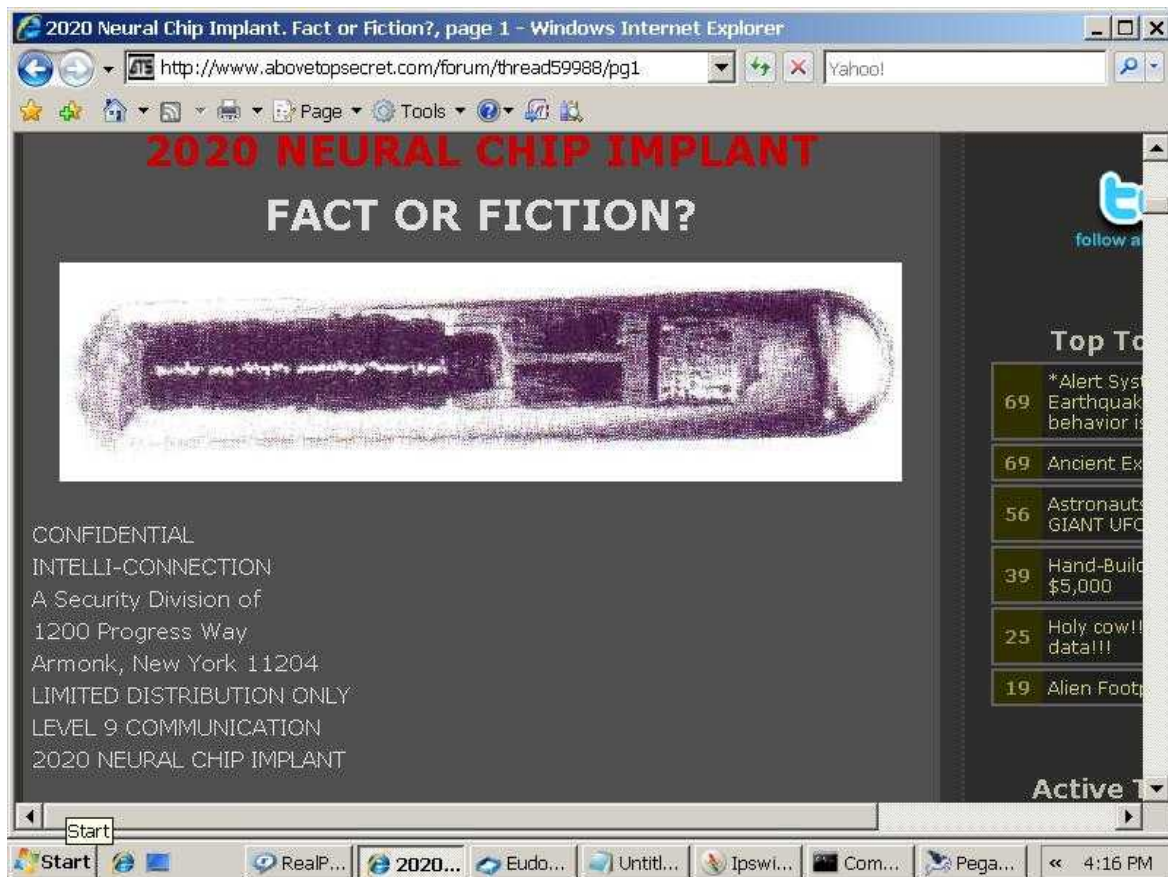 2020 Neural Chip Implant. Fact or Fiction?, page 1 - Windows Internet Explorer
ATS http://www.abovetopsecret.com/forum/thread59988/pg1 Yahoo!
Page Tools
2020 NEURAL CHIP IMPLANT
FACT OR FICTION?
CONFIDENTIAL
INTELLI-CONNECTION
A Security Division of
1200 Progress Way
Armonk, New York 11204
LIMITED DISTRIBUTION ONLY
LEVEL 9 COMMUNICATION
2020 NEURAL CHIP IMPLANT
follow a
Top To
69 *Alert Syst
Earthquak
behavior is
69 Ancient Ex
56 Astronauts
GIANT UFO
39 Hand-Build
$5,000
25 Holy cow!!
data!!!
19 Alien Footp
Active T
Start
Start RealP... 2020... Eudo... Untitl... Ipswi... Com... Pega... « 4:16 PM